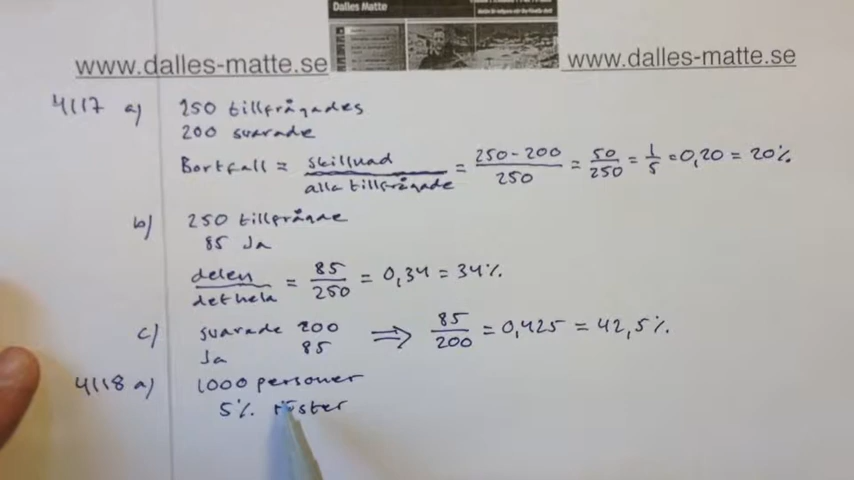 Dalles Matte
www.dalles-matte.se
www.dalles-matte.se
4117 a) 250 tillfrågades
200 svarade
Bortfall = skillnad / alla tillfrågade = 250-200 / 250 = 50/250 = 1/5 = 0,20 = 20%
b) 250 tillfrågade
85 Ja
delen / det hela = 85/250 = 0,34 = 34%
c) svarade 200 ⟹ 85/200 = 0,425 = 42,5%
Ja 85
4118 a) 1000 personer
5% röster